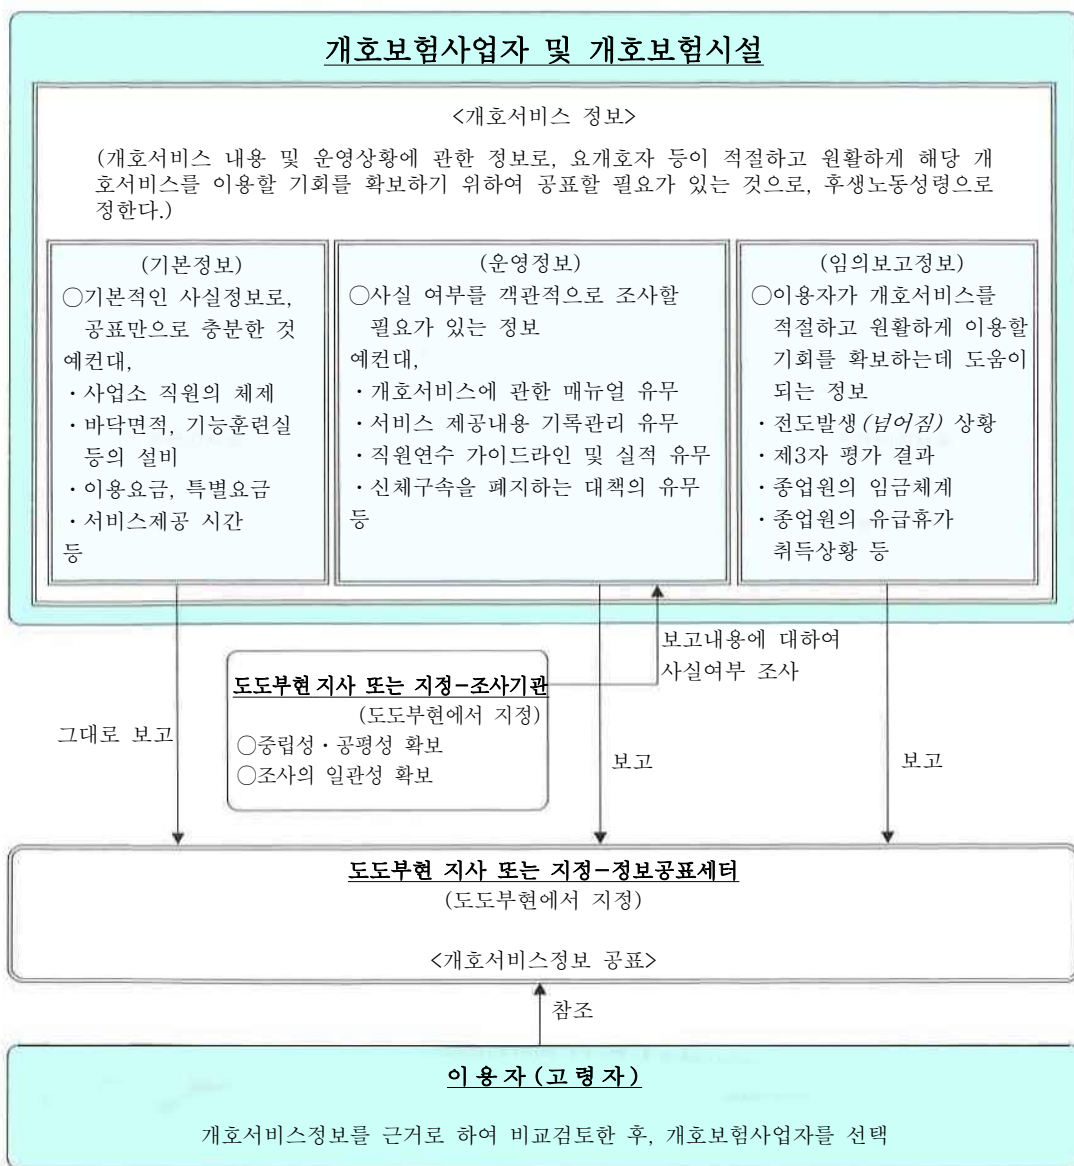 개호보험사업자 및 개호보험시설
<개호서비스 정보>
(개호서비스 내용 및 운영상황에 관한 정보로, 요개호자 등이 적절하고 원활하게 해당 개
호서비스를 이용할 기회를 확보하기 위하여 공표할 필요가 있는 것으로, 후생노동성령으로
정한다.)
(기본정보)
○기본적인 사실정보로,
공표만으로 충분한 것
예컨대,
・사업소 직원의 체제
・바닥면적, 기능훈련실
등의 설비
・이용요금, 특별요금
・서비스제공 시간
등
(운영정보)
○사실 여부를 객관적으로 조사할
필요가 있는 정보
예컨대,
・개호서비스에 관한 매뉴얼 유무
・서비스 제공내용 기록관리 유무
・직원연수 가이드라인 및 실적 유무
・신체구속을 폐지하는 대책의 유무
등
(임의보고정보)
○이용자가 개호서비스를
적절하고 원활하게 이용할
기회를 확보하는데 도움이
되는 정보
・전도발생(넘어짐) 상황
・제3자 평가 결과
・종업원의 임금체계
・종업원의 유급휴가
취득상황 등
보고내용에 대하여
사실여부 조사
도도부현 지사 또는 지정-조사기관
(도도부현에서 지정)
○중립성・공평성 확보
○조사의 일관성 확보
그대로 보고
보고
보고
도도부현 지사 또는 지정-정보공표세터
(도도부현에서 지정)
<개호서비스정보 공표>
참조
이용자(고령자)
개호서비스정보를 근거로 하여 비교검토한 후, 개호보험사업자를 선택